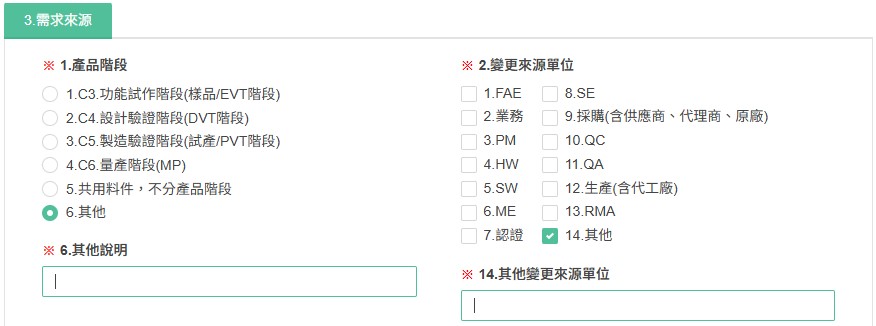 3.需求來源
※ 1.產品階段
1.C3.功能試作階段(樣品/EVT階段)
2.C4.設計驗證階段(DVT階段)
3.C5.製造驗證階段(試產/PVT階段)
4.C6.量產階段(MP)
5.共用料件，不分產品階段
6.其他
※ 6.其他說明
※ 2.變更來源單位
1.FAE 8.SE
2.業務 9.採購(含供應商、代理商、原廠)
3.PM 10.QC
4.HW 11.QA
5.SW 12.生產(含代工廠)
6.ME 13.RMA
7.認證 14.其他
※ 14.其他變更來源單位